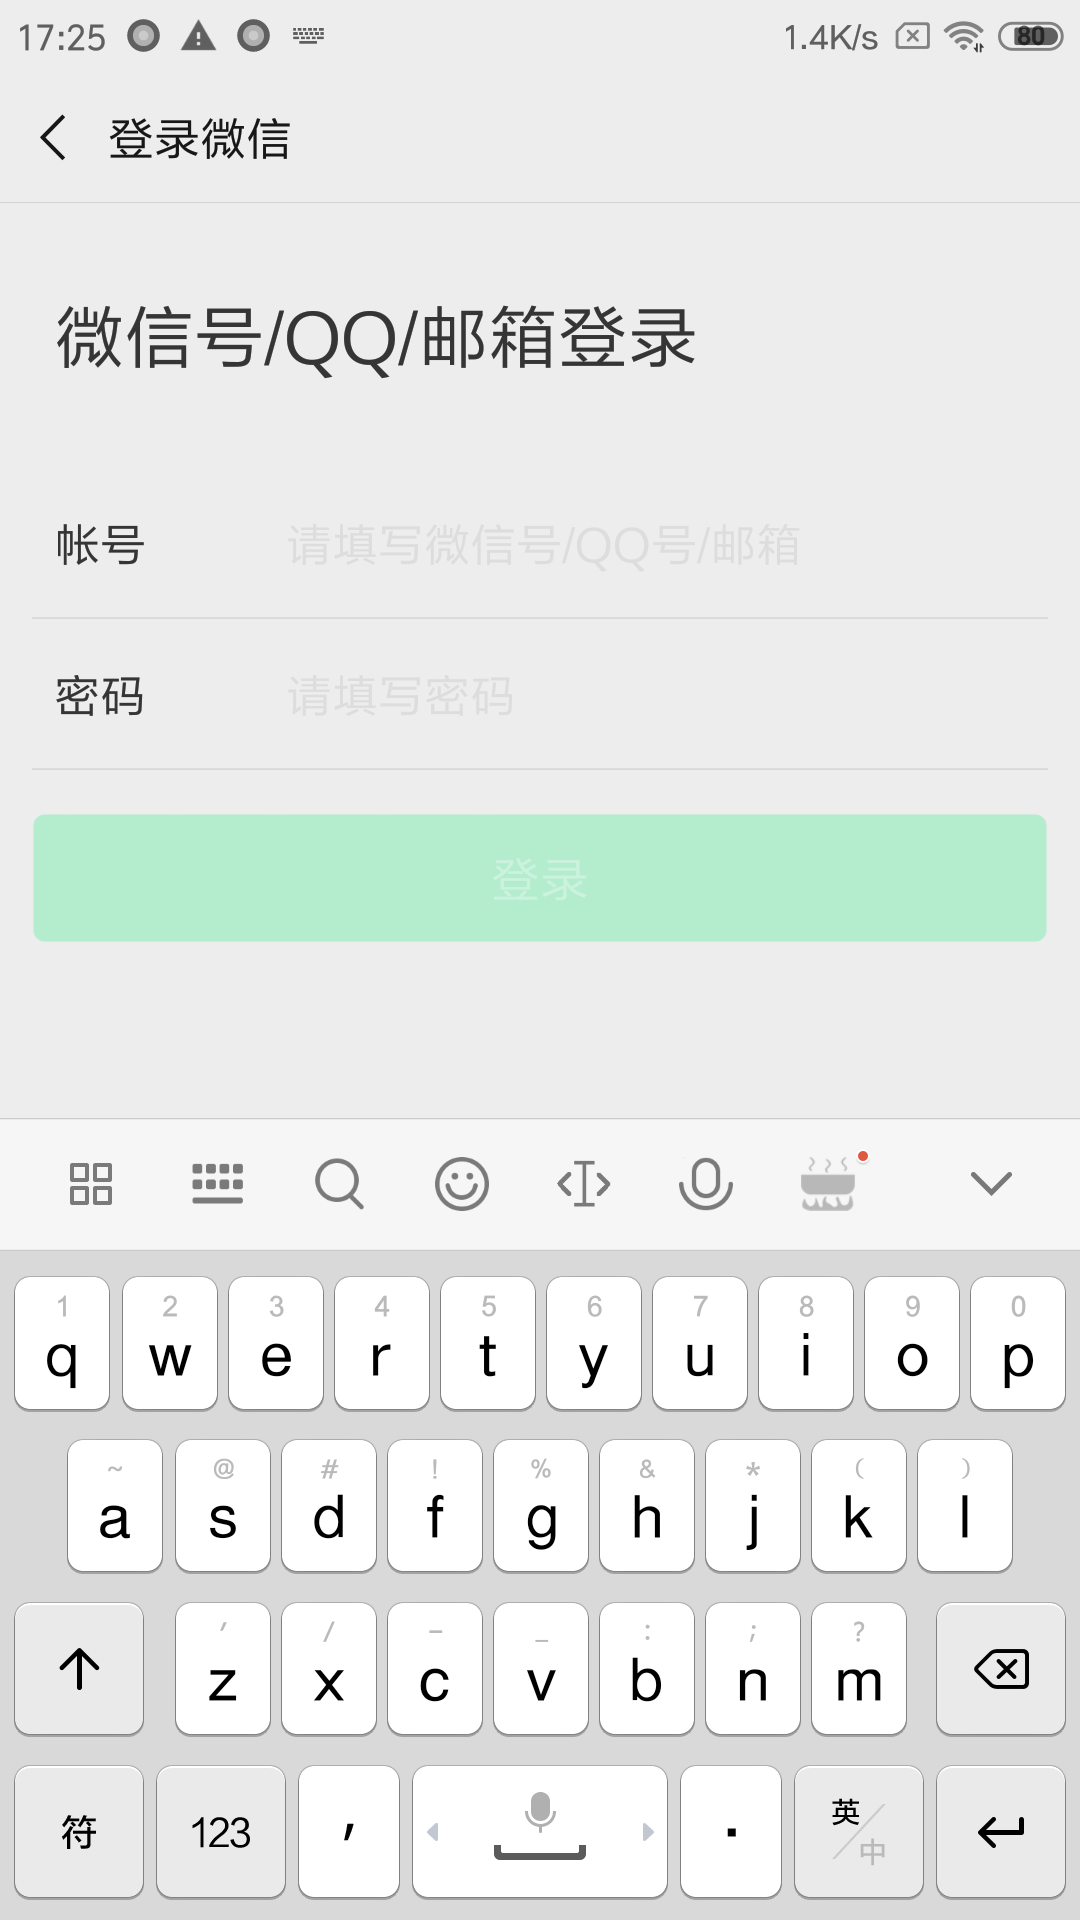 17:25 1.4K/s 80
登录微信
微信号/QQ/邮箱登录
帐号 请填写微信号/QQ号/邮箱
密码 请填写密码
登录
1 2 3 4 5 6 7 8 9 0
q w e r t y u i o p
~ @ # ! % & * ( )
a s d f g h j k l
′ / – _ : ; ?
z x c v b n m
符 123 , . 英/中